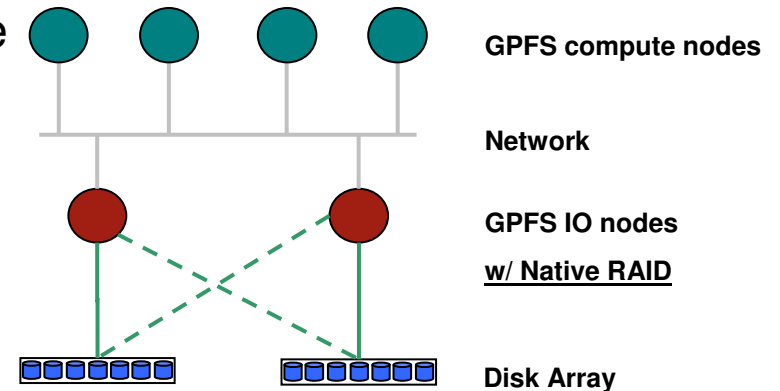 e
GPFS compute nodes
Network
GPFS IO nodes
w/ Native RAID
Disk Array